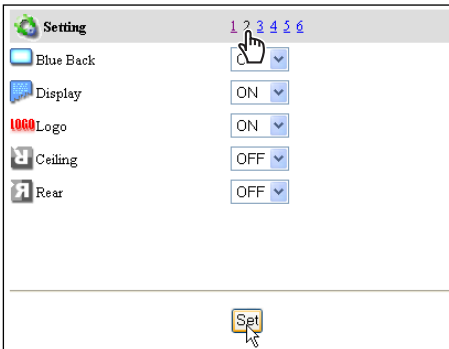 Setting 1 2 3 4 5 6
Blue Back
Display ON
LOGO Logo ON
Ceiling OFF
Rear OFF
Set